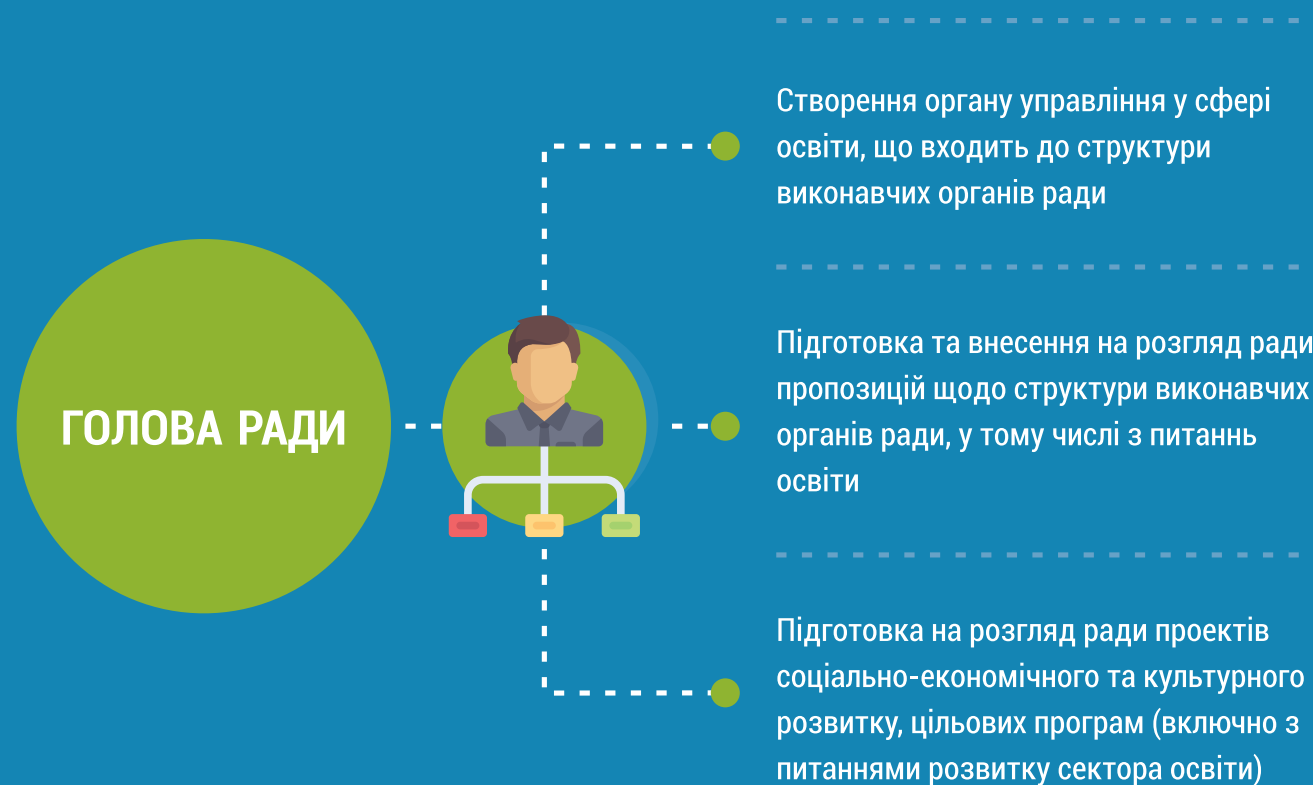 ГОЛОВА РАДИ
Створення органу управління у сфері
освіти, що входить до структури
виконавчих органів ради
Підготовка та внесення на розгляд ради
пропозицій щодо структури виконавчих
органів ради, у тому числі з питаннь
освіти
Підготовка на розгляд ради проектів
соціально-економічного та культурного
розвитку, цільових програм (включно з
питаннями розвитку сектора освіти)